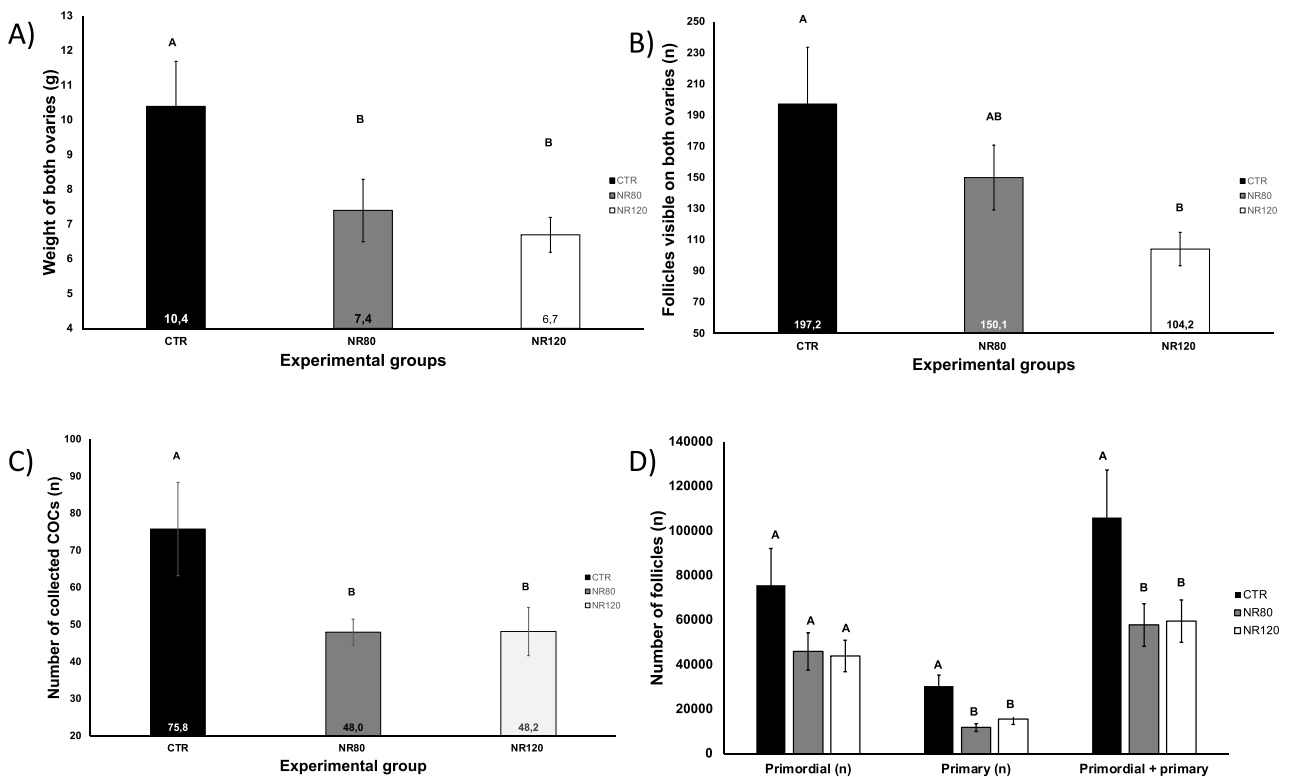 A)
Weight of both ovaries (g)
13
12
11
10
9
8
7
6
5
4
A
B
B
10,4
7,4
6,7
CTR
NR80
NR120
Experimental groups
CTR
NR80
NR120
B)
Follicles visible on both ovaries (n)
250
230
210
190
170
150
130
110
90
70
50
A
AB
B
197,2
150,1
104,2
CTR
NR80
NR120
Experimental groups
CTR
NR80
NR120
C)
Number of collected COCs (n)
100
90
80
70
60
50
40
30
20
A
B
B
75,8
48,0
48,2
CTR
NR80
NR120
Experimental group
CTR
NR80
NR120
D)
Number of follicles (n)
140000
120000
100000
80000
60000
40000
20000
0
A
A
A
A
B
B
A
B
B
Primordial (n)
Primary (n)
Primordial + primary
CTR
NR80
NR120